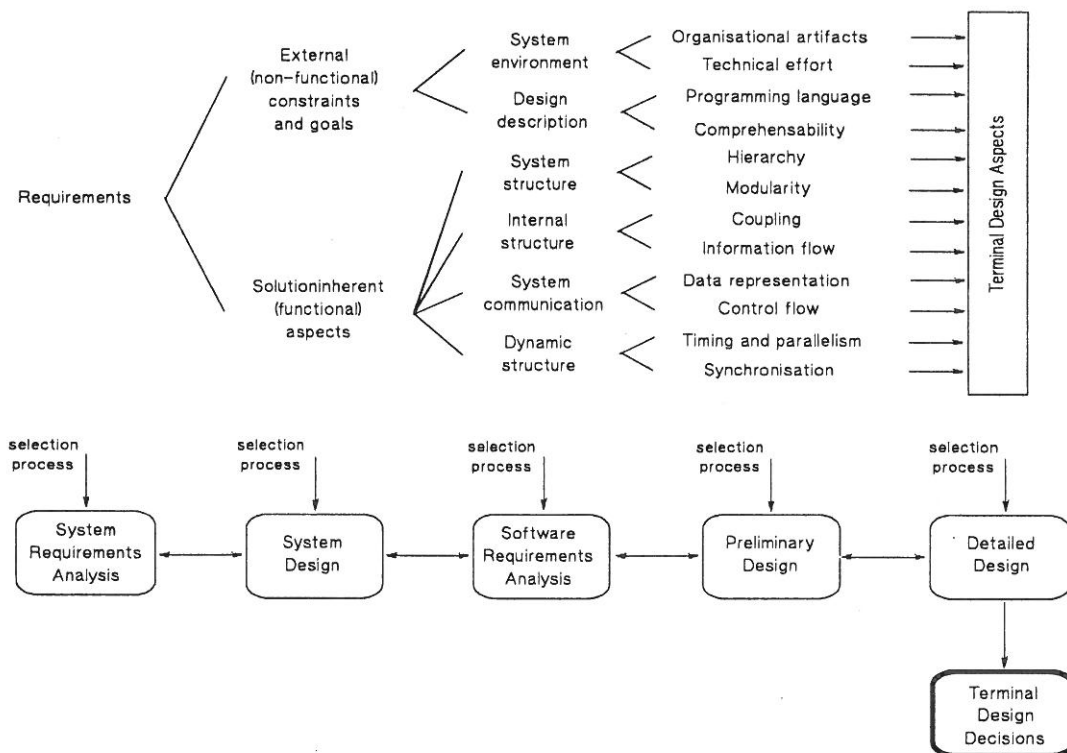 Requirements
External
(non-functional)
constraints
and goals
Solutioninherent
(functional)
aspects
System
environment
Design
description
System
structure
Internal
structure
System
communication
Dynamic
structure
Organisational artifacts
Technical effort
Programming language
Comprehensability
Hierarchy
Modularity
Coupling
Information flow
Data representation
Control flow
Timing and parallelism
Synchronisation
Terminal Design Aspects
selection
process
selection
process
selection
process
selection
process
selection
process
System
Requirements
Analysis
System
Design
Software
Requirements
Analysis
Preliminary
Design
Detailed
Design
Terminal
Design
Decisions